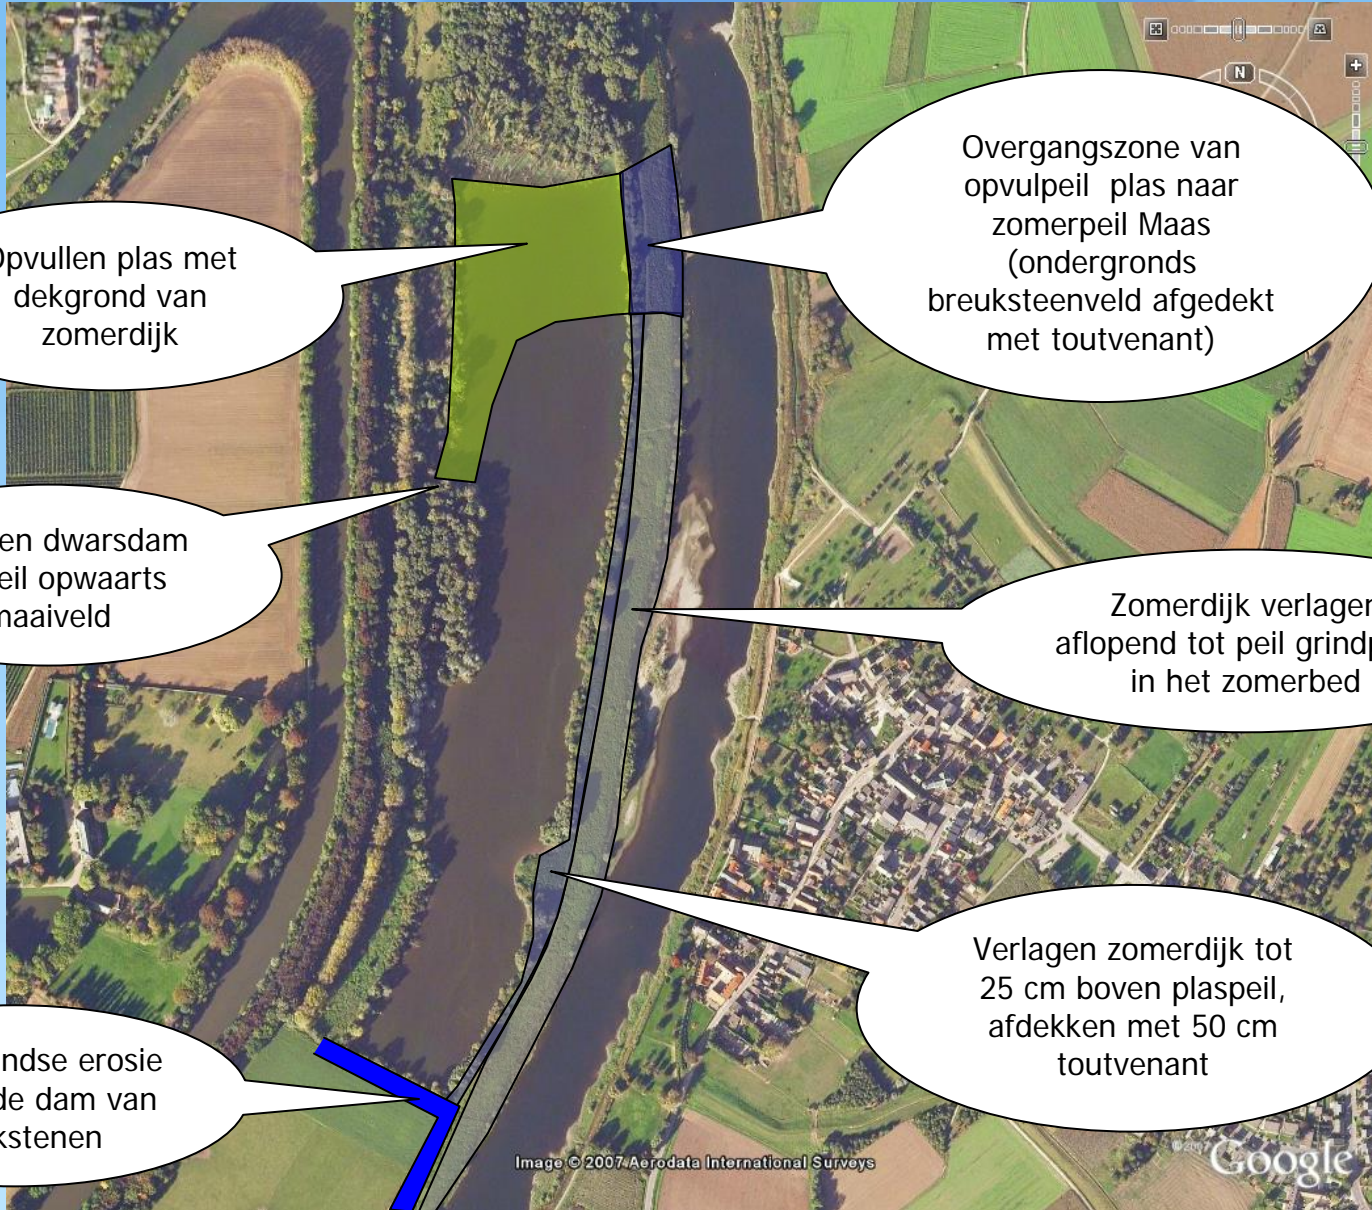 N
Overgangszone van
opvulpeil plas naar
zomerpeil Maas
(ondergronds
breuksteenveld afgedekt
met toutvenant)
Opvullen plas met
dekgrond van
zomerdijk
en dwarsdam
eil opwaarts
maaiveld
Zomerdijk verlagen
aflopend tot peil grind
in het zomerbed
Verlagen zomerdijk tot
25 cm boven plaspeil,
afdekken met 50 cm
toutvenant
ndse erosie
de dam van
kstenen
Image © 2007 Aerodata International Surveys
© 2007 Google